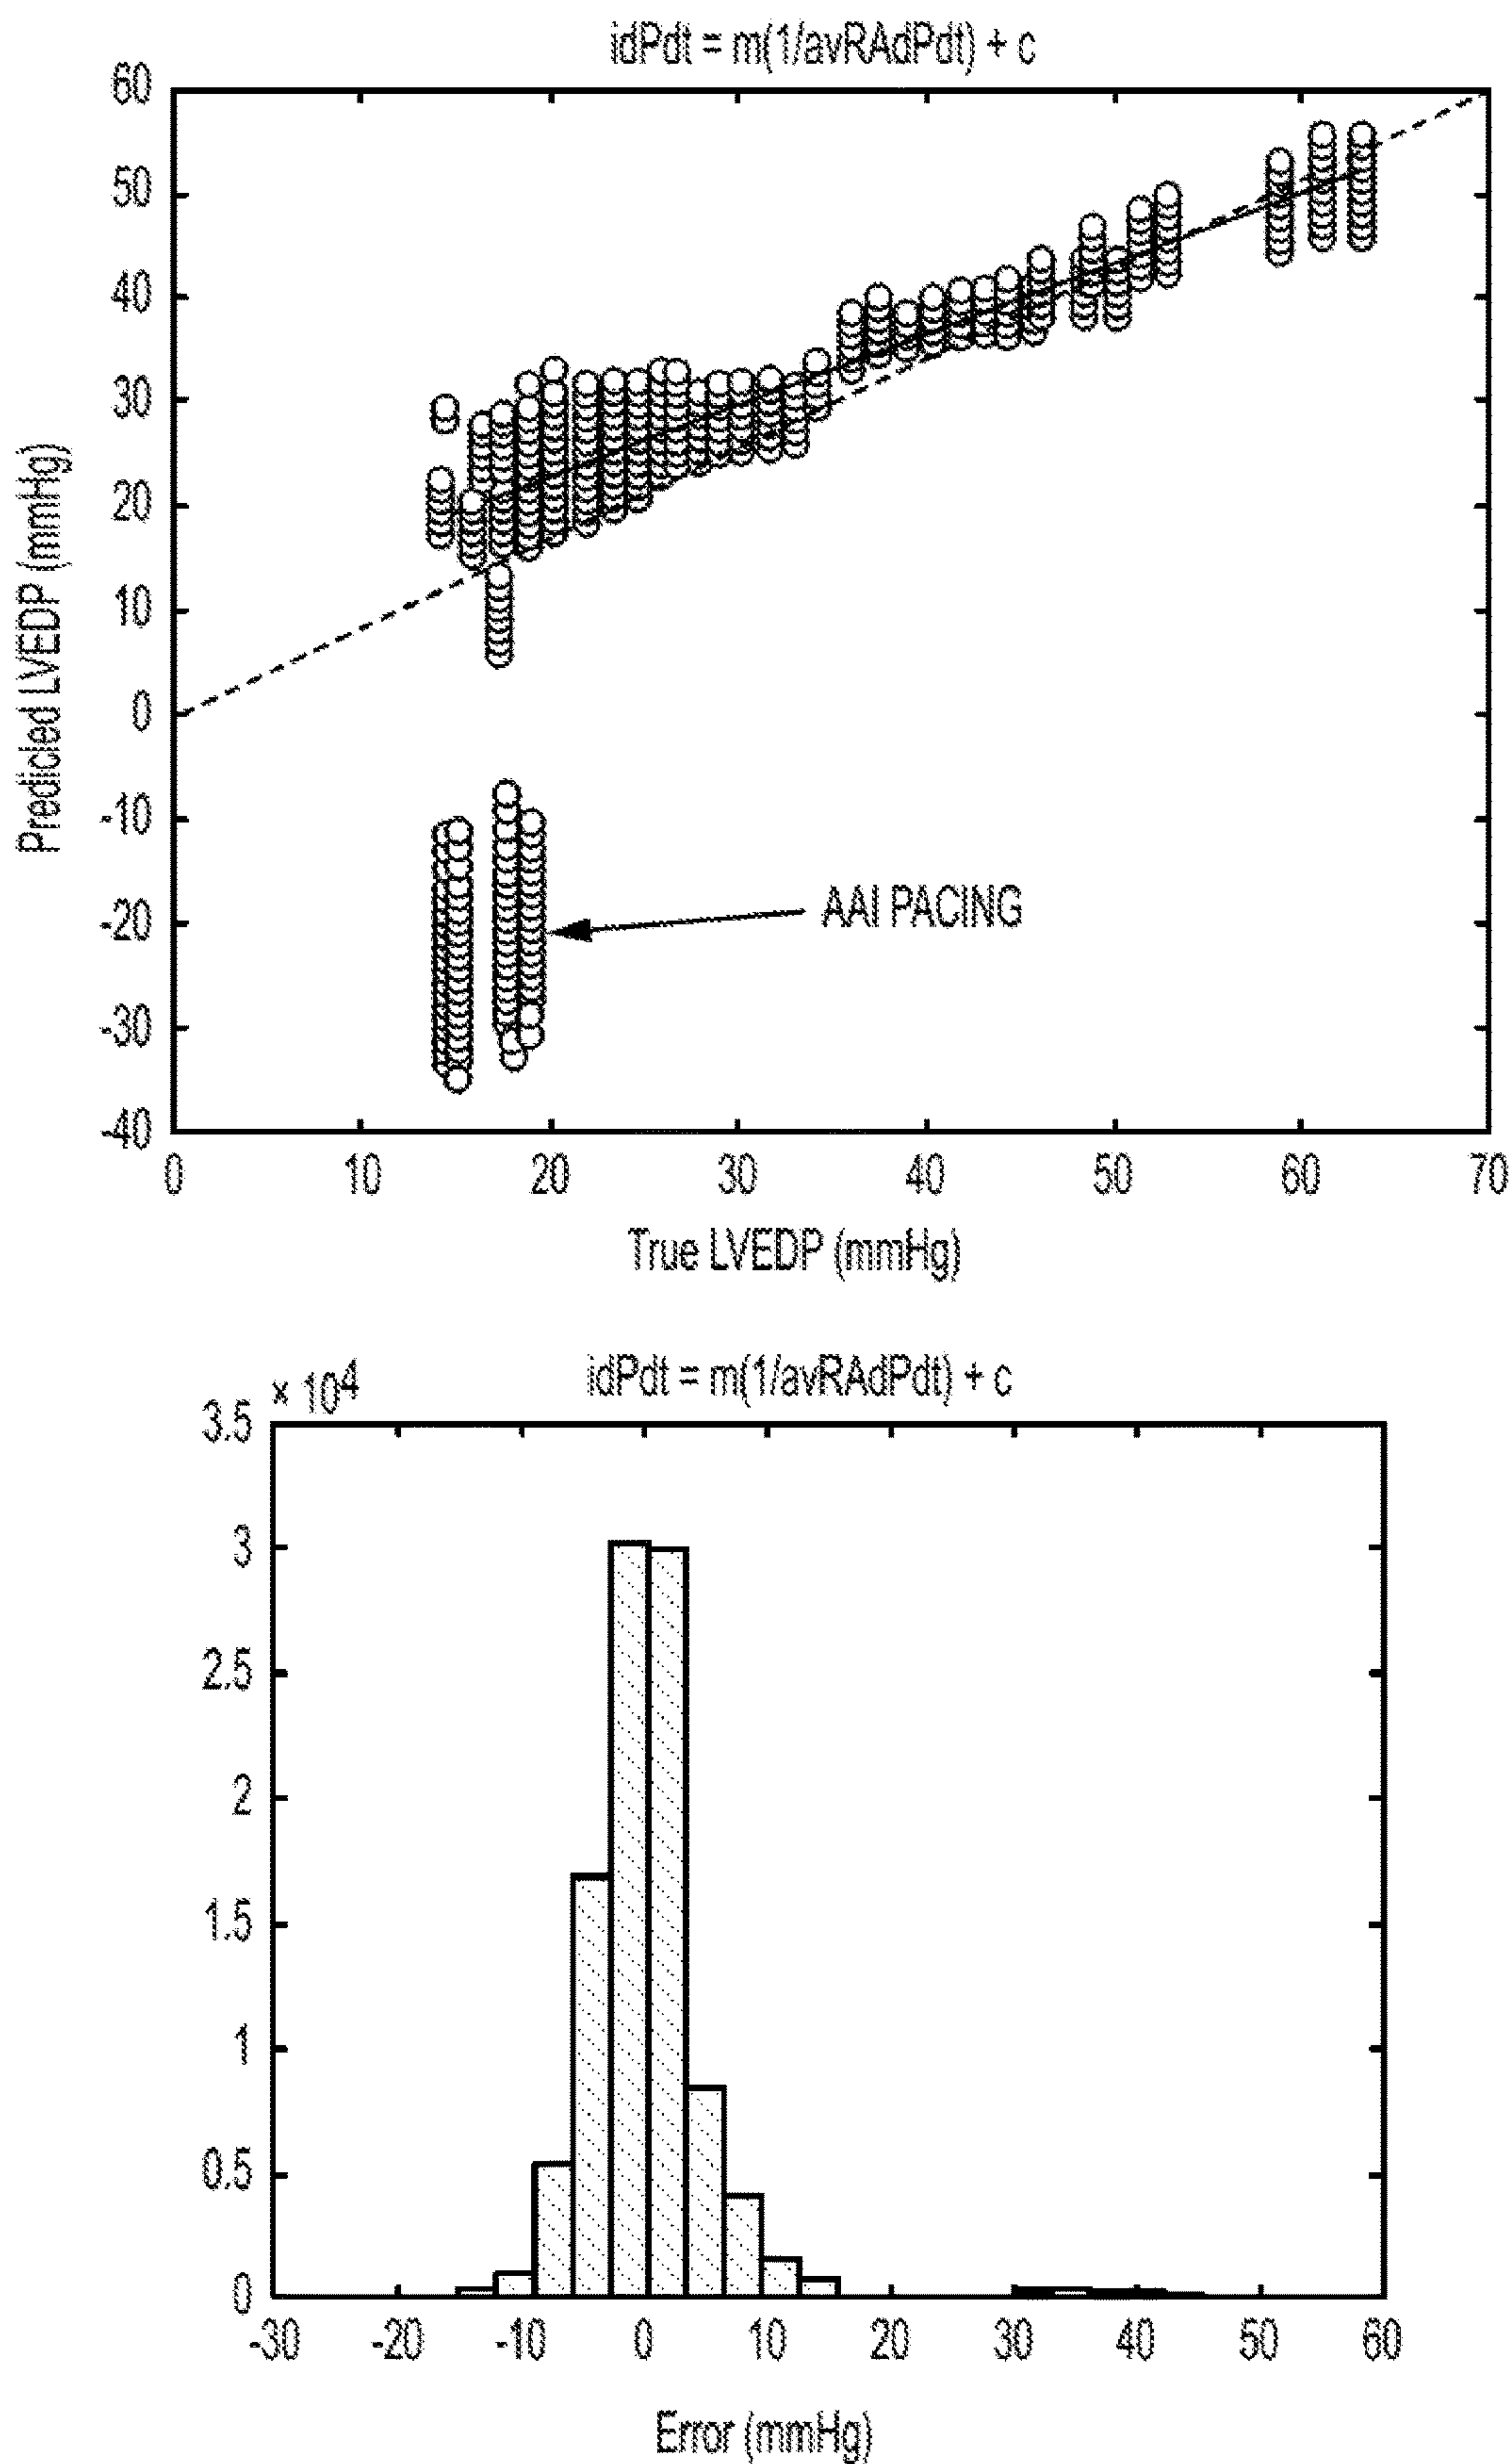 idPdt = m(1/avRAdPdt) + c
60
50
40
30
20
10
0
-10
-20
-30
-40
Predicled LVEDP (mmHg)
AAI PACING
0 10 20 30 40 50 60 70
True LVEDP (mmHg)
× 10⁴ idPdt = m(1/avRAdPdt) + c
3.5
3
2.5
2
1.5
1
0.5
0
-30 -20 -10 0 10 20 30 40 50 60
Error (mmHg)